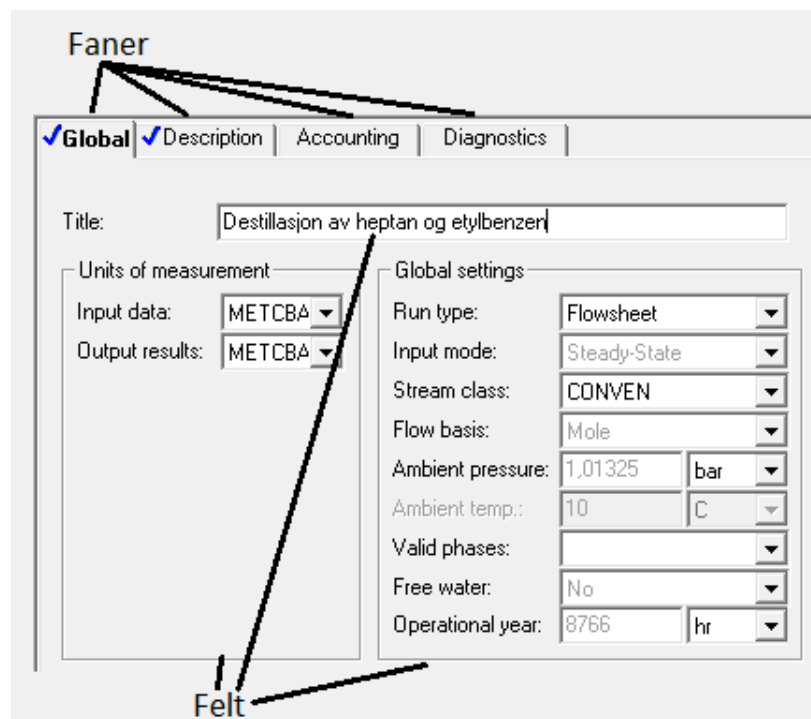 Faner
Global Description Accounting Diagnostics
Title: Destillasjon av heptan og etylbenzen
Units of measurement
Input data: METCBA
Output results: METCBA
Global settings
Run type: Flowsheet
Input mode: Steady-State
Stream class: CONVEN
Flow basis: Mole
Ambient pressure: 1,01325 bar
Ambient temp.: 10 C
Valid phases:
Free water: No
Operational year: 8766 hr
Felt